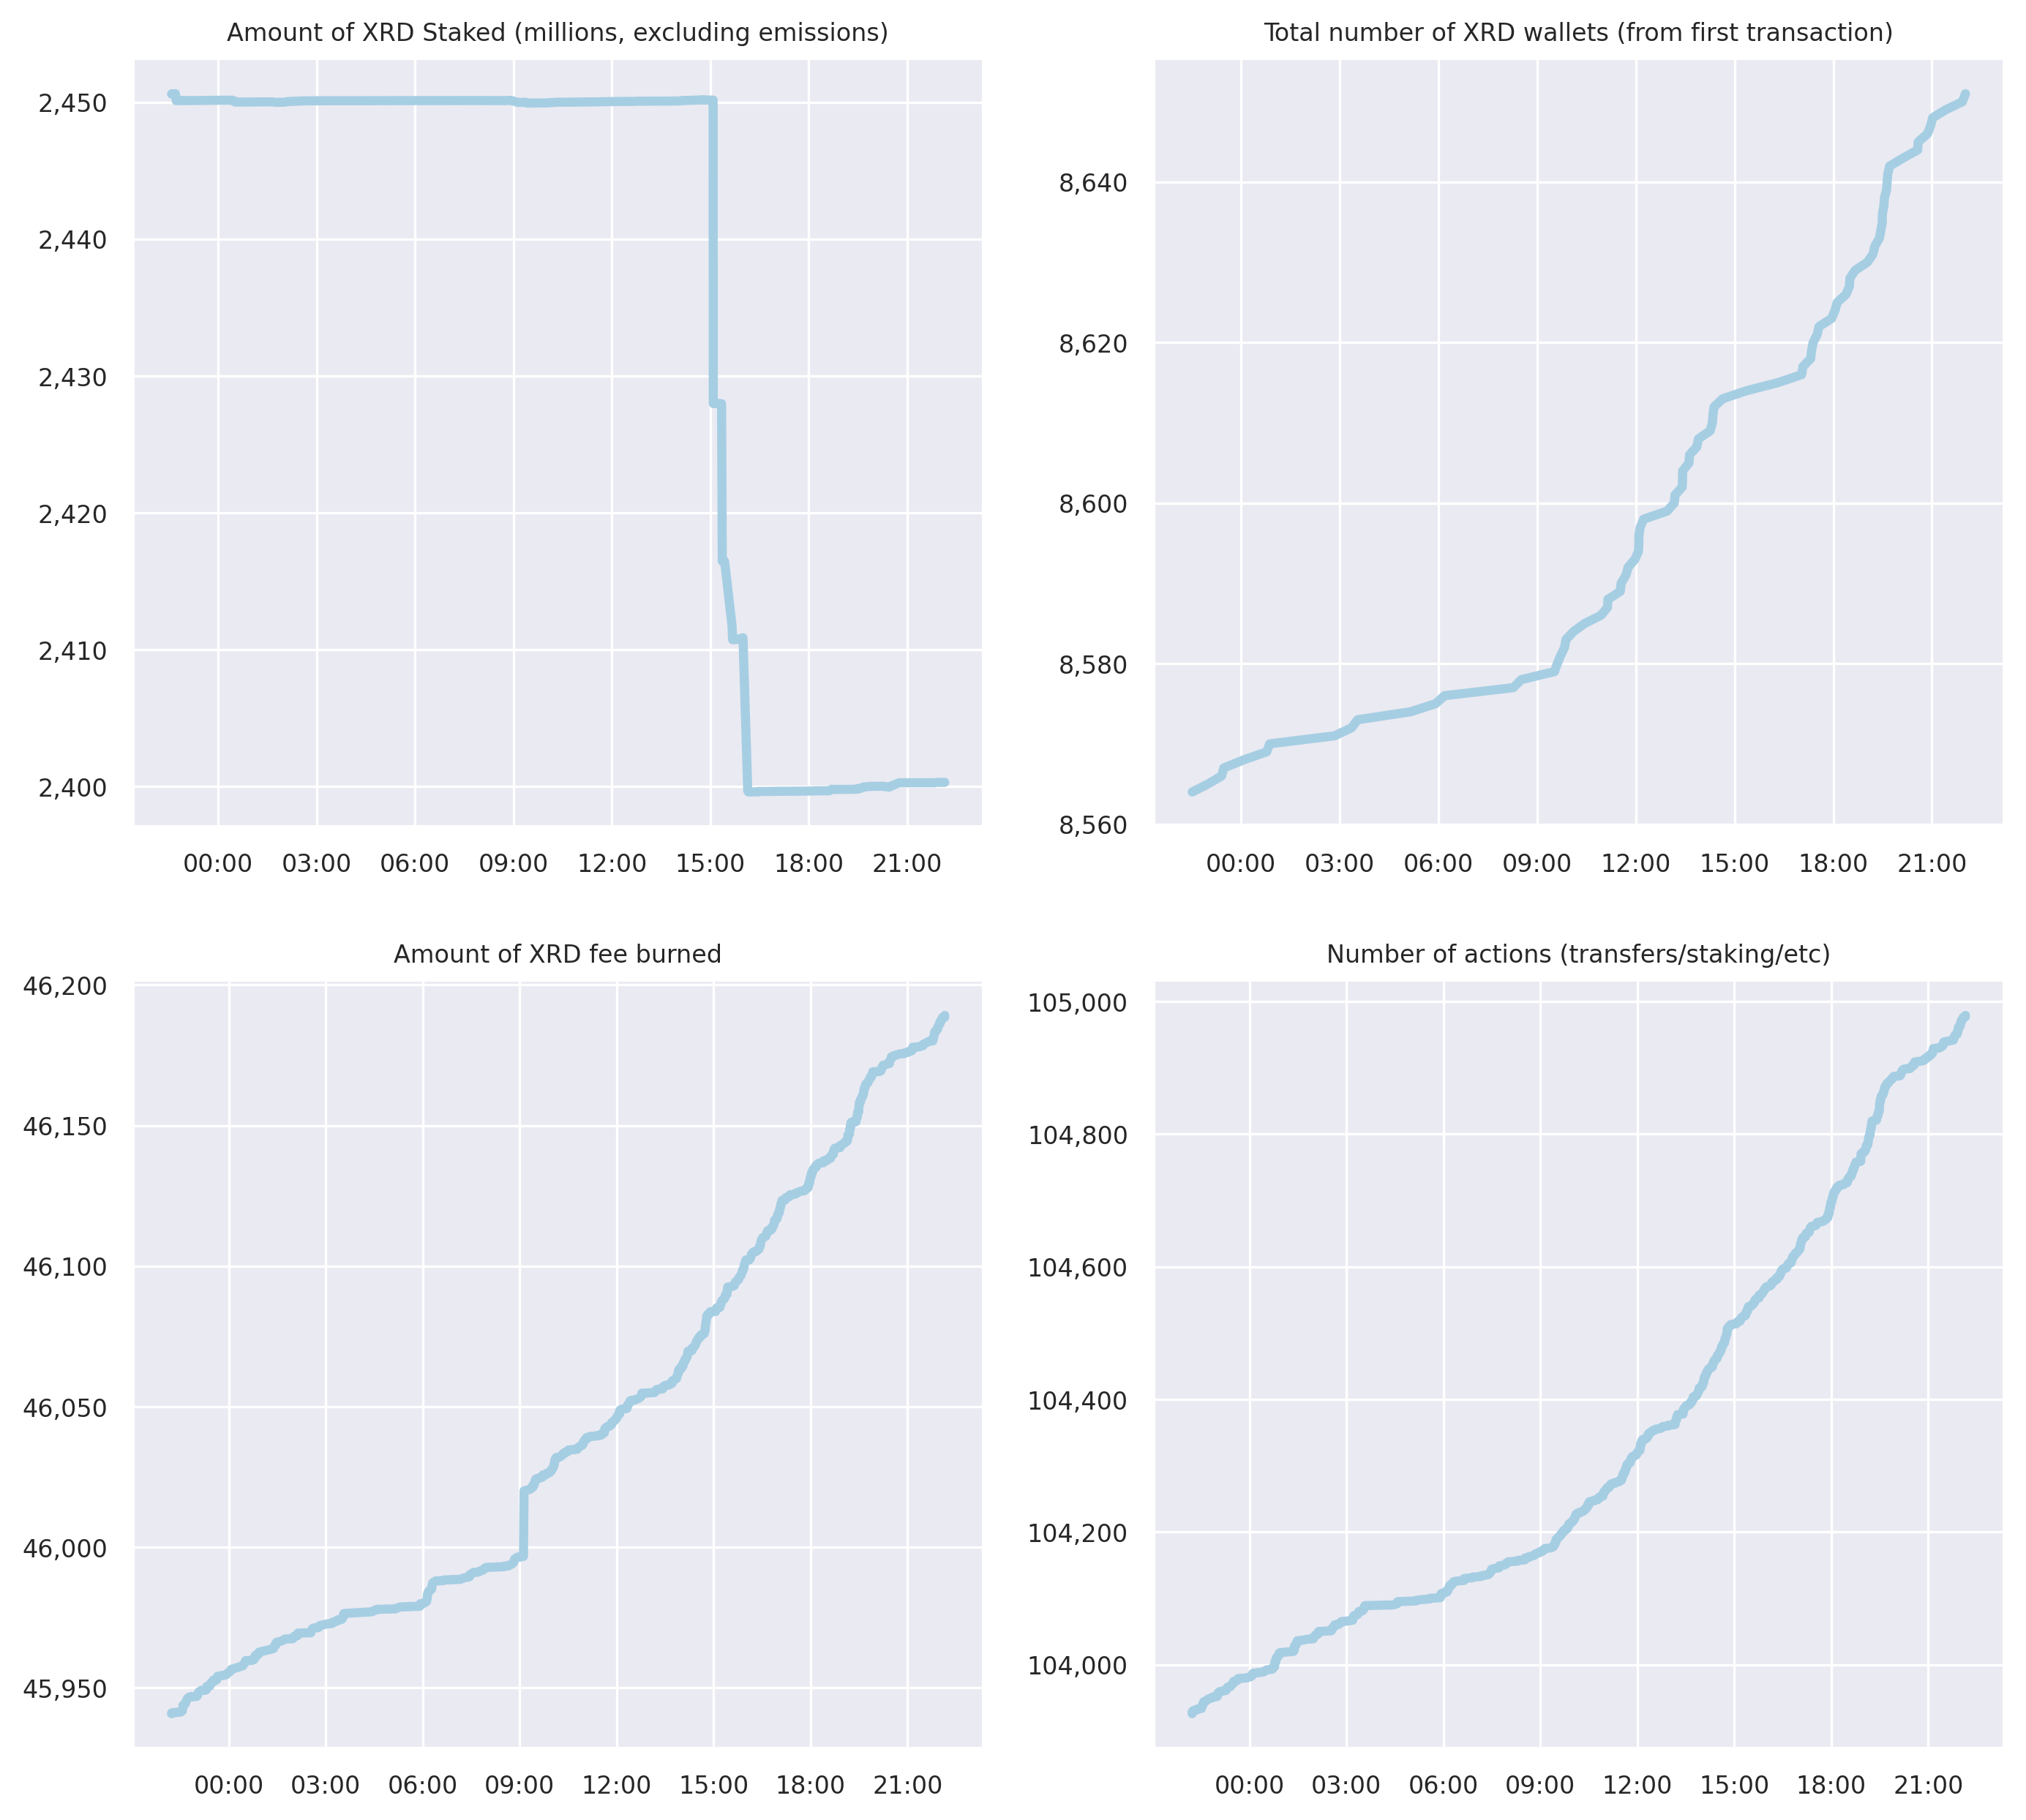 Amount of XRD Staked (millions, excluding emissions)
2,450
2,440
2,430
2,420
2,410
2,400
00:00 03:00 06:00 09:00 12:00 15:00 18:00 21:00
Total number of XRD wallets (from first transaction)
8,640
8,620
8,600
8,580
8,560
00:00 03:00 06:00 09:00 12:00 15:00 18:00 21:00
Amount of XRD fee burned
46,200
46,150
46,100
46,050
46,000
45,950
00:00 03:00 06:00 09:00 12:00 15:00 18:00 21:00
Number of actions (transfers/staking/etc)
105,000
104,800
104,600
104,400
104,200
104,000
00:00 03:00 06:00 09:00 12:00 15:00 18:00 21:00